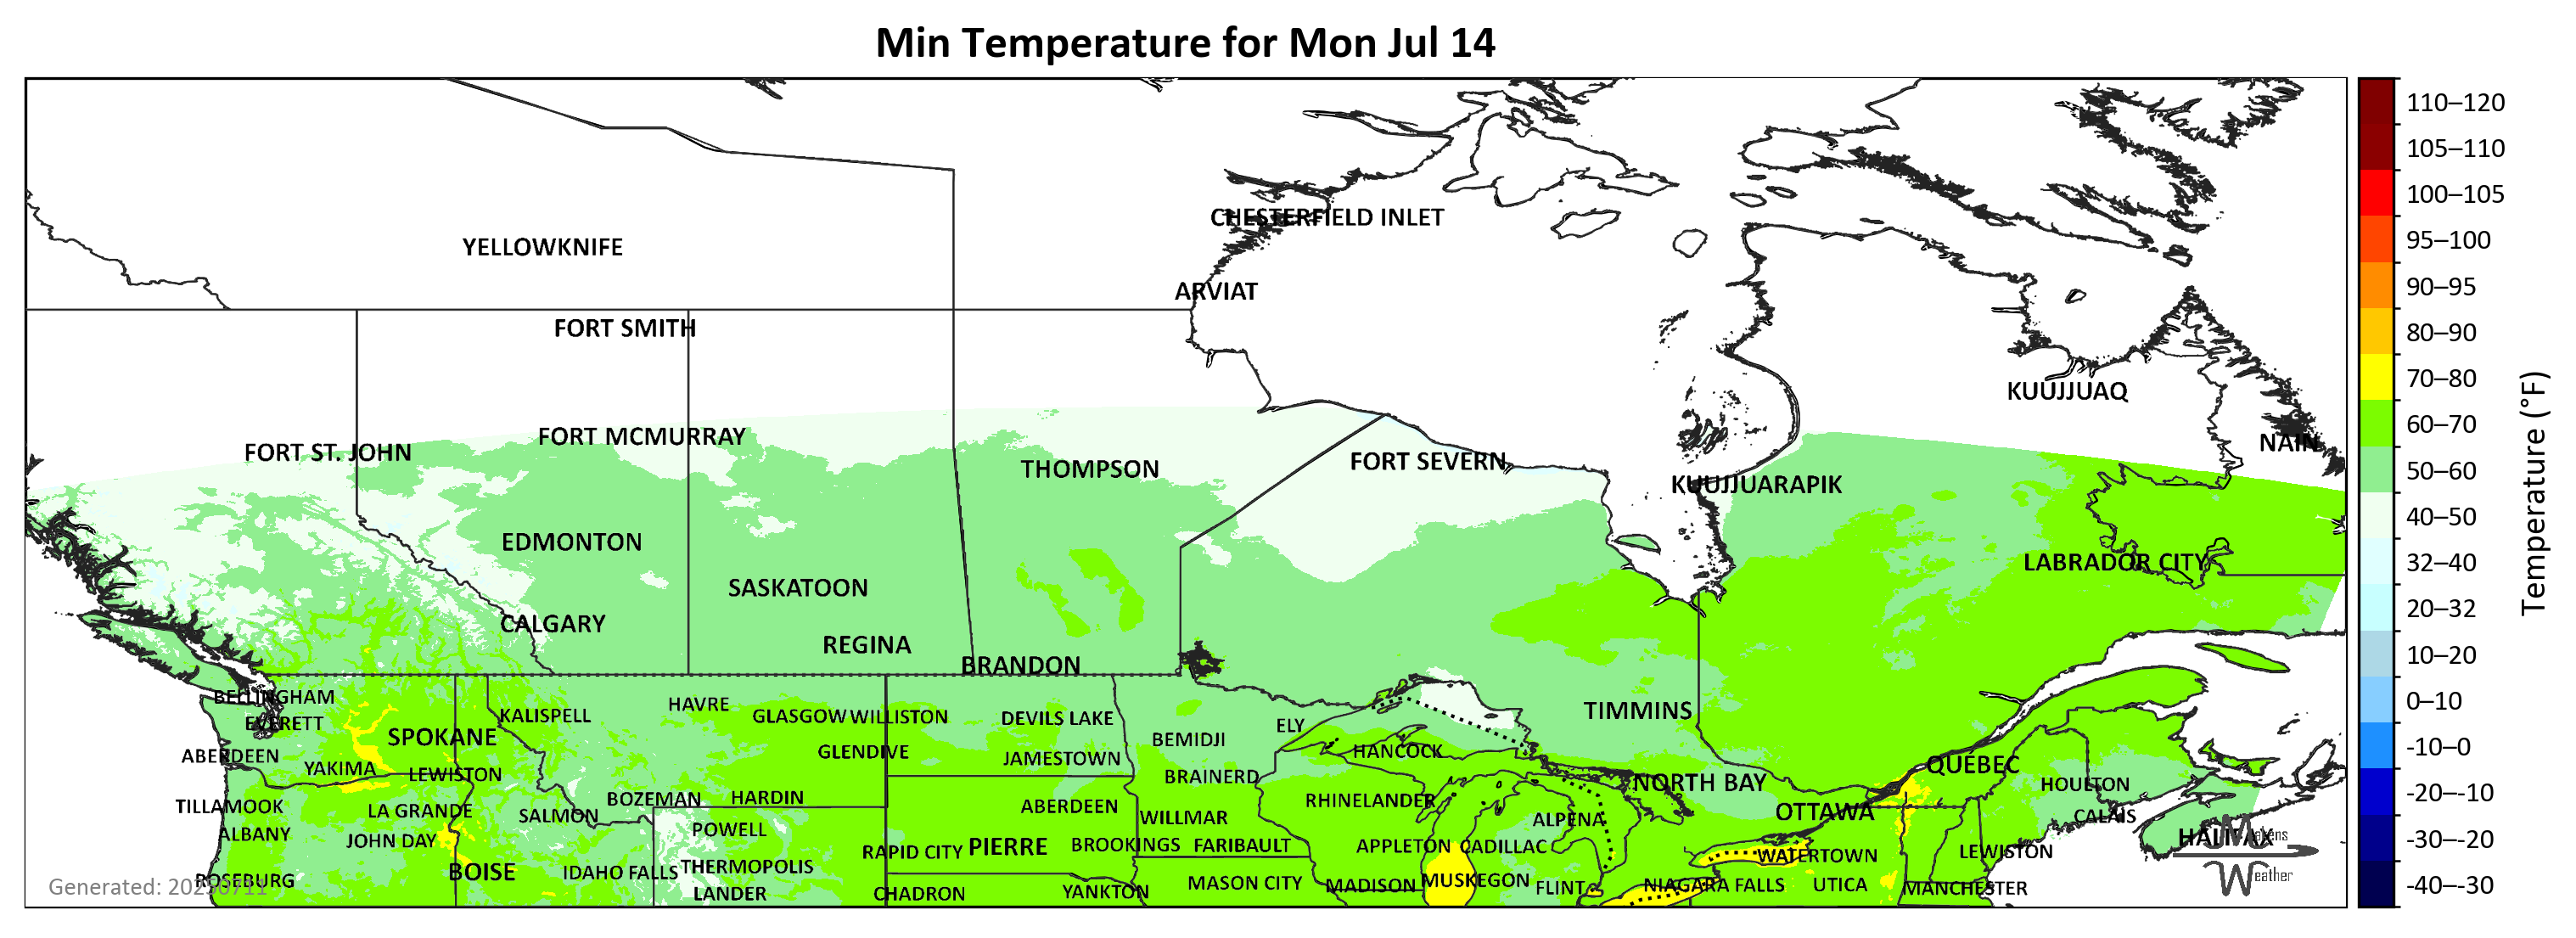 Min Temperature for Mon Jul 14
CHESTERFIELD INLET
YELLOWKNIFE
ARVIAT
FORT SMITH
KUUJJUAQ
FORT MCMURRAY
NAIN
FORT ST. JOHN
FORT SEVERN
THOMPSON
KUUJJUARAPIK
EDMONTON
LABRADOR CITY
SASKATOON
CALGARY
REGINA
BRANDON
BELLINGHAM
HAVRE
TIMMINS
KALISPELL
GLASGOW WILLISTON
DEVILS LAKE
EVERETT
ELY
SPOKANE
BEMIDJI
HANCOCK
ABERDEEN
GLENDIVE
JAMESTOWN
QUÉBEC
YAKIMA
LEWISTON
BRAINERD
NORTH BAY
HOULTON
BOZEMAN
HARDIN
RHINELANDER
TILLAMOOK
LA GRANDE
SALMON
ABERDEEN
WILLMAR
ALPENA
OTTAWA
CALAIS
ALBANY
JOHN DAY
POWELL
HALIFAX
Makens
Weather
RAPID CITY
PIERRE
BROOKINGS
FARIBAULT
APPLETON
CADILLAC
WATERTOWN
LEWISTON
BOISE
IDAHO FALLS
THERMOPOLIS
ROSEBURG
LANDER
CHADRON
YANKTON
MASON CITY
MADISON
MUSKEGON
FLINT
NIAGARA FALLS
UTICA
MANCHESTER
Generated: 20250711
110–120
105–110
100–105
95–100
90–95
80–90
70–80
60–70
50–60
40–50
32–40
20–32
10–20
0–10
-10–0
-20–-10
-30–-20
-40–-30
Temperature (°F)